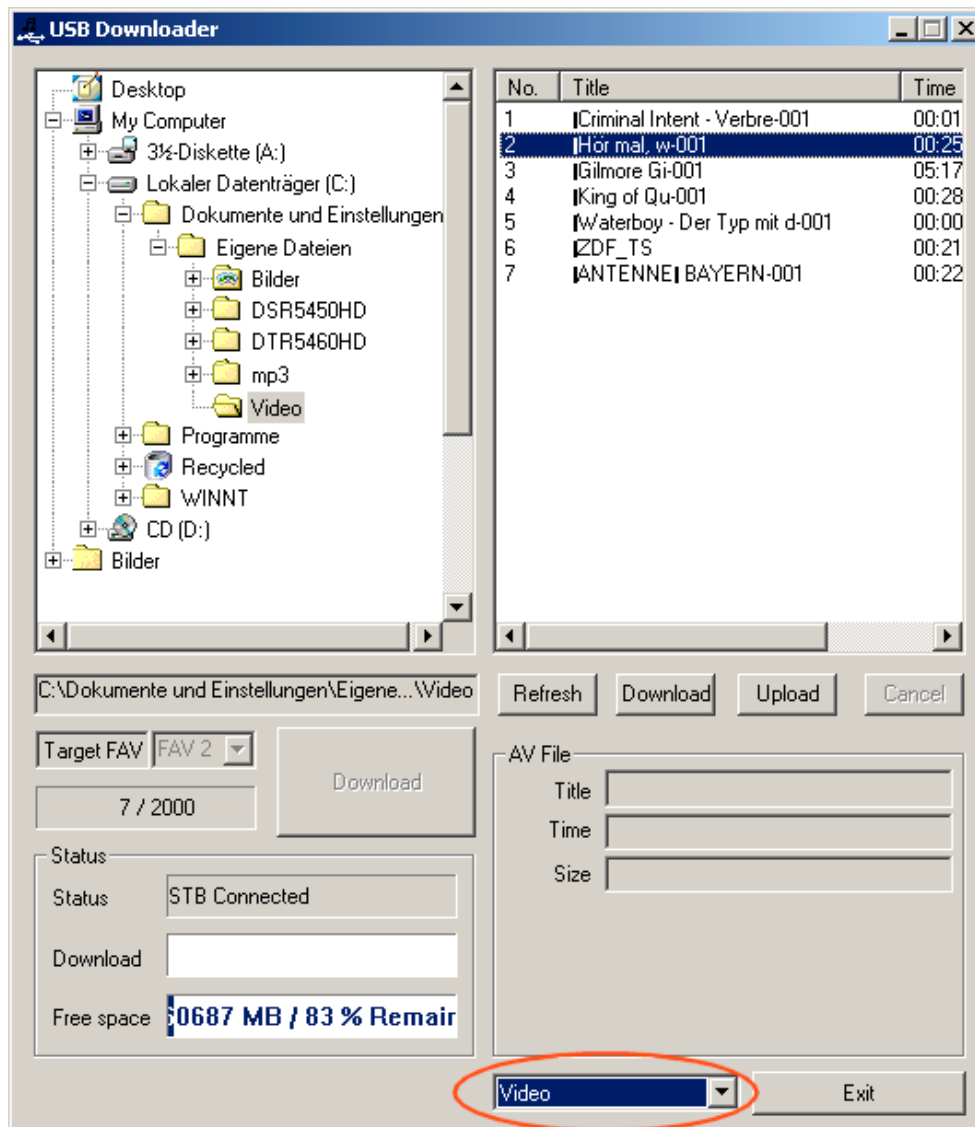 USB Downloader
Desktop
My Computer
3½-Diskette (A:)
Lokaler Datenträger (C:)
Dokumente und Einstellungen
Eigene Dateien
Bilder
DSR5450HD
DTR5460HD
mp3
Video
Programme
Recycled
WINNT
CD (D:)
Bilder
No. Title Time
1 Criminal Intent - Verbre-001 00:01
2 Hör mal, w-001 00:25
3 Gilmore Gi-001 05:17
4 King of Qu-001 00:28
5 Waterboy - Der Typ mit d-001 00:00
6 ZDF_TS 00:21
7 ANTENNE BAYERN-001 00:22
C:\Dokumente und Einstellungen\Eigene...\Video
Refresh Download Upload Cancel
Target FAV FAV 2
Download
7 / 2000
Status
Status STB Connected
Download
Free space 0687 MB / 83 % Remair
AV File
Title
Time
Size
Video
Exit